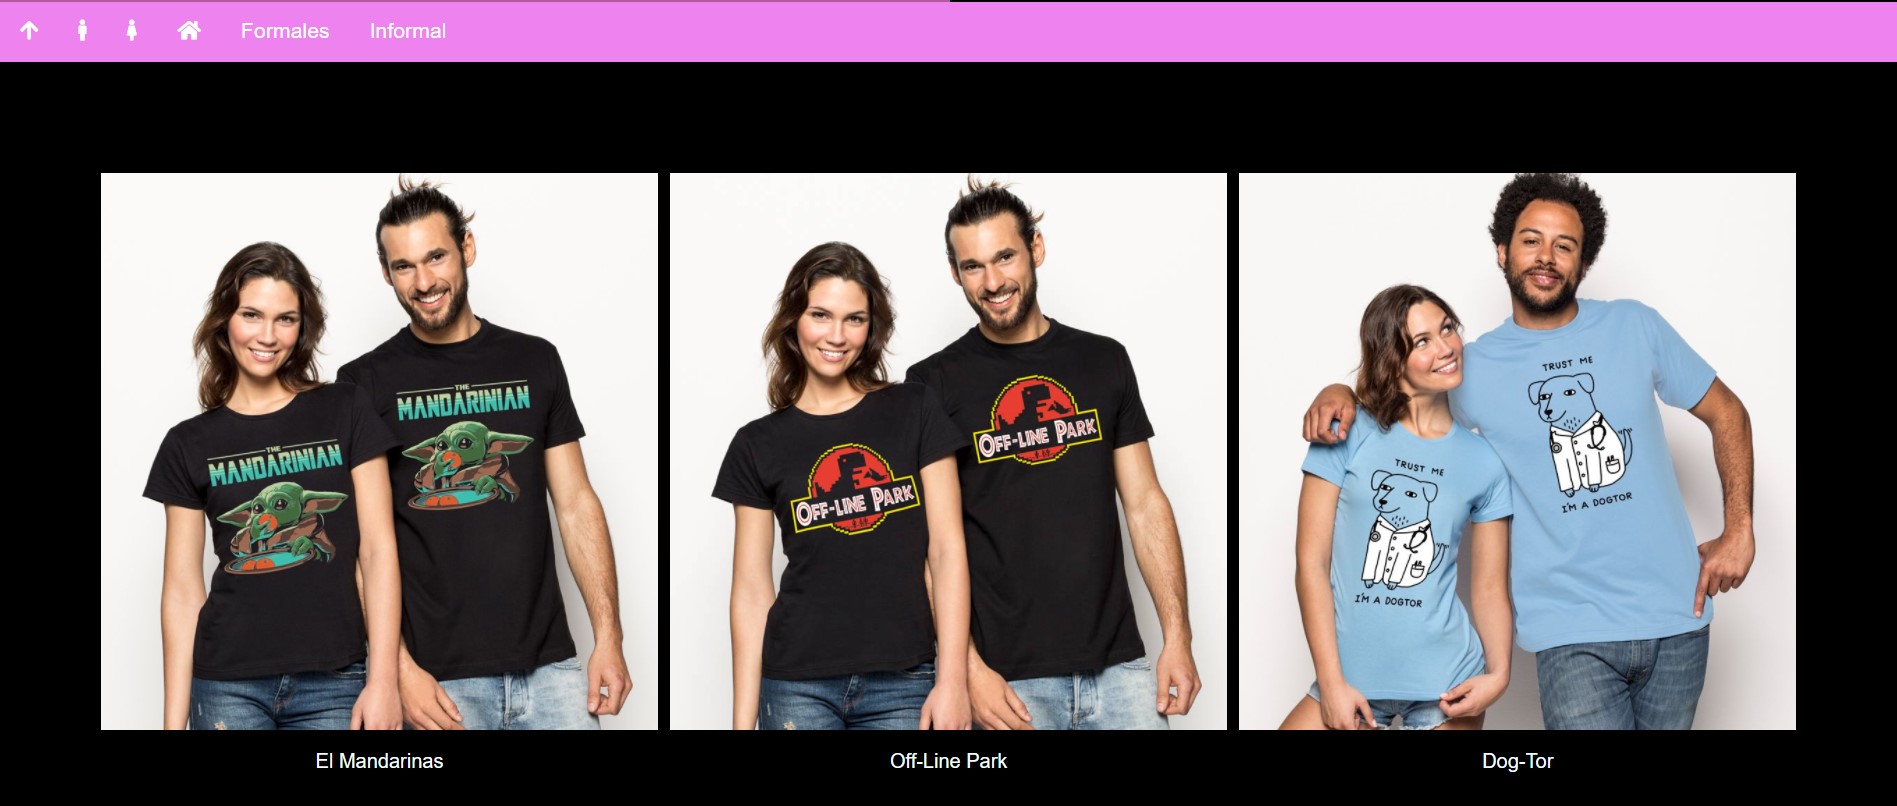 Formales Informal
THE
MANDARINIAN
THE
MANDARINIAN
OFF-LINE PARK
OFF-LINE PARK
TRUST ME
I'M A DOGTOR
TRUST ME
I'M A DOGTOR
El Mandarinas Off-Line Park Dog-Tor